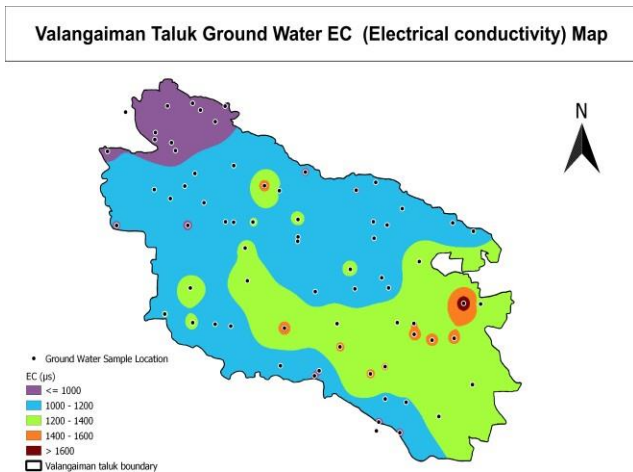 Valangaiman Taluk Ground Water EC (Electrical conductivity) Map
N
Ground Water Sample Location
EC (µs)
<= 1000
1000 - 1200
1200 - 1400
1400 - 1600
> 1600
Valangaiman taluk boundary